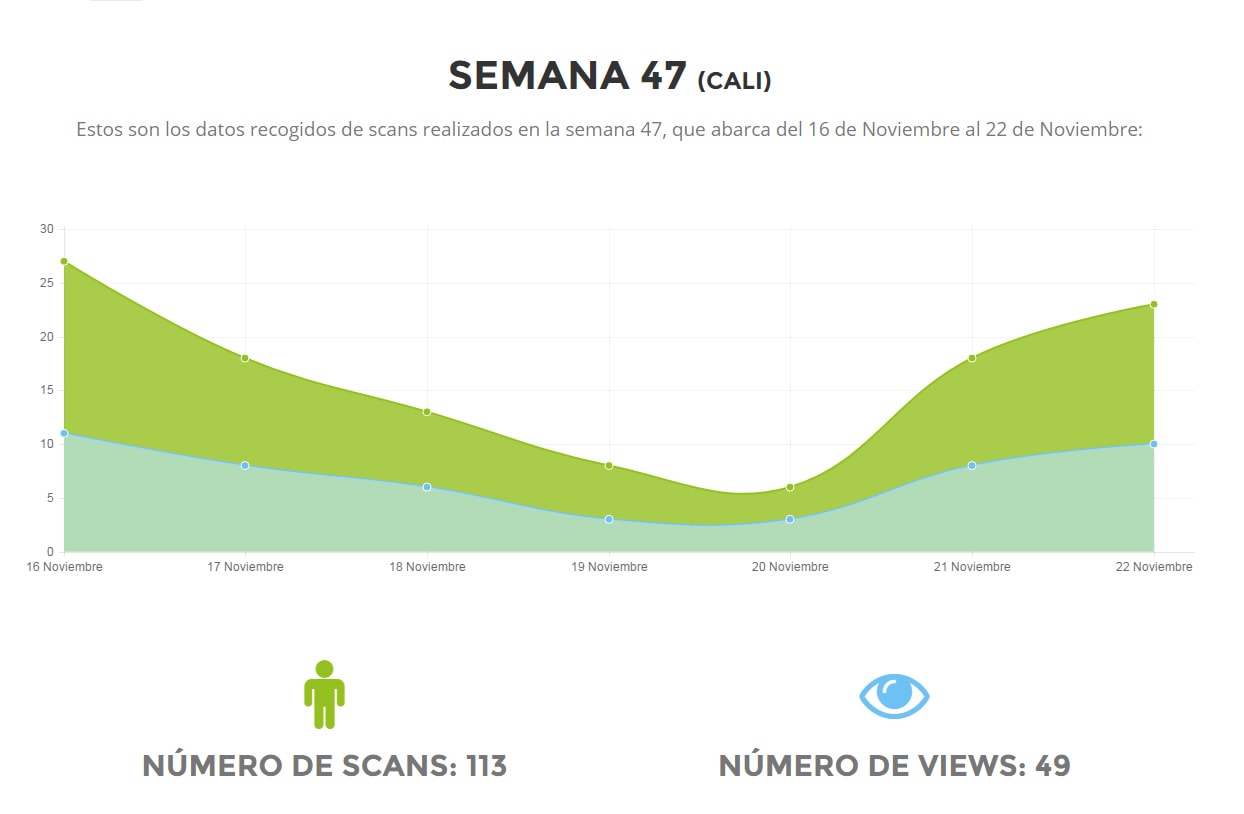 SEMANA 47 (CALI)
Estos son los datos recogidos de scans realizados en la semana 47, que abarca del 16 de Noviembre al 22 de Noviembre:
30
25
20
15
10
5
0
16 Noviembre 17 Noviembre 18 Noviembre 19 Noviembre 20 Noviembre 21 Noviembre 22 Noviembre
NÚMERO DE SCANS: 113 NÚMERO DE VIEWS: 49